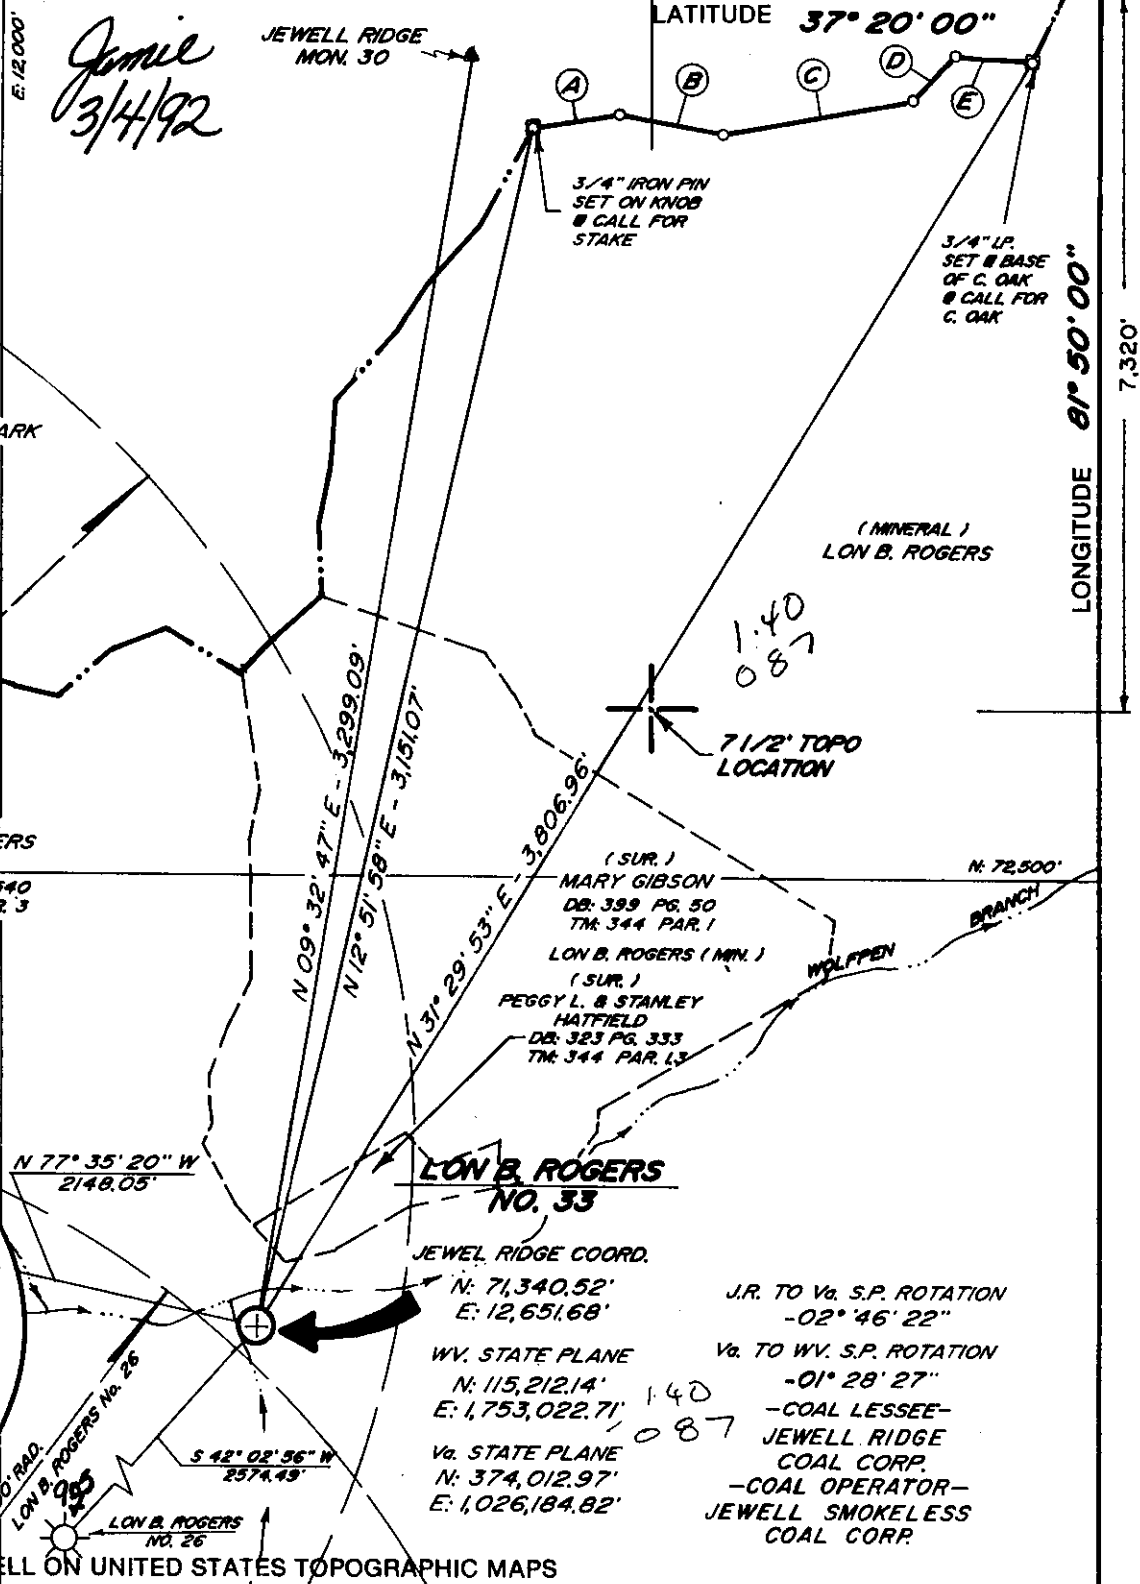 E: 12,000'
Jamie
3/4/92
JEWELL RIDGE
MON. 30
LATITUDE 37° 20' 00"
A
B
C
D
E
3/4" IRON PIN
SET ON KNOB
@ CALL FOR
STAKE
3/4" I.P.
SET @ BASE
OF C. OAK
@ CALL FOR
C. OAK
LONGITUDE 81° 50' 00"
7,320'
ARK
( MINERAL )
LON B. ROGERS
1.40
087
7 1/2' TOPO
LOCATION
N 09° 32' 47" E - 3,299.09'
N 12° 51' 58" E - 3,151.07'
N 31° 29' 53" E - 3,806.96'
ERS
540
R. 3
( SUR. )
MARY GIBSON
DB: 399 PG. 50
TM: 344 PAR. 1
N: 72,500'
LON B. ROGERS ( MIN. )
( SUR. )
PEGGY L. & STANLEY
HATFIELD
DB: 323 PG. 333
TM: 344 PAR. 1.3
WOLFPEN BRANCH
N 77° 35' 20" W
2148.05'
LON B. ROGERS
NO. 33
JEWEL RIDGE COORD.
N: 71,340.52'
E: 12,651.68'
WV. STATE PLANE
N: 115,212.14'
E: 1,753,022.71'
Va. STATE PLANE
N: 374,012.97'
E: 1,026,184.82'
1.40
087
J.R. TO Va. S.P. ROTATION
-02° 46' 22"
Va. TO WV. S.P. ROTATION
-01° 28' 27"
-COAL LESSEE-
JEWELL RIDGE
COAL CORP.
-COAL OPERATOR-
JEWELL SMOKELESS
COAL CORP.
0' RAD.
LON B. ROGERS No. 26
S 42° 02' 56" W
2574.49'
LON B. ROGERS
NO. 26
ELL ON UNITED STATES TOPOGRAPHIC MAPS